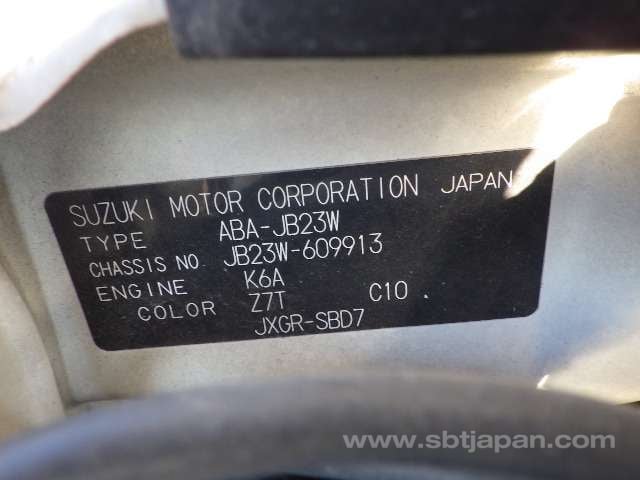 SUZUKI MOTOR CORPORATION JAPAN
TYPE ABA-JB23W
CHASSIS NO JB23W-609913
ENGINE K6A
COLOR Z7T C10
JXGR-SBD7
www.sbtjapan.com